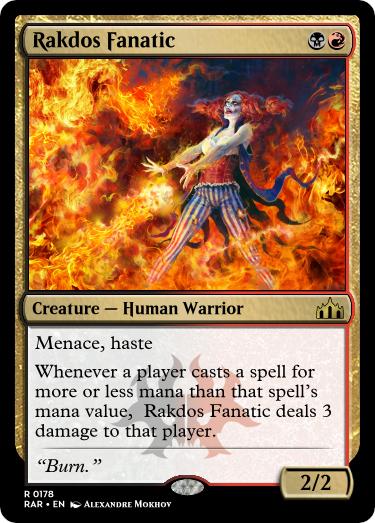 Rakdos Fanatic
Creature — Human Warrior
Menace, haste
Whenever a player casts a spell for
more or less mana than that spell's
mana value,  Rakdos Fanatic deals 3
damage to that player.
“Burn.”
2/2
R 0178
RAR • EN Alexandre Mokhov